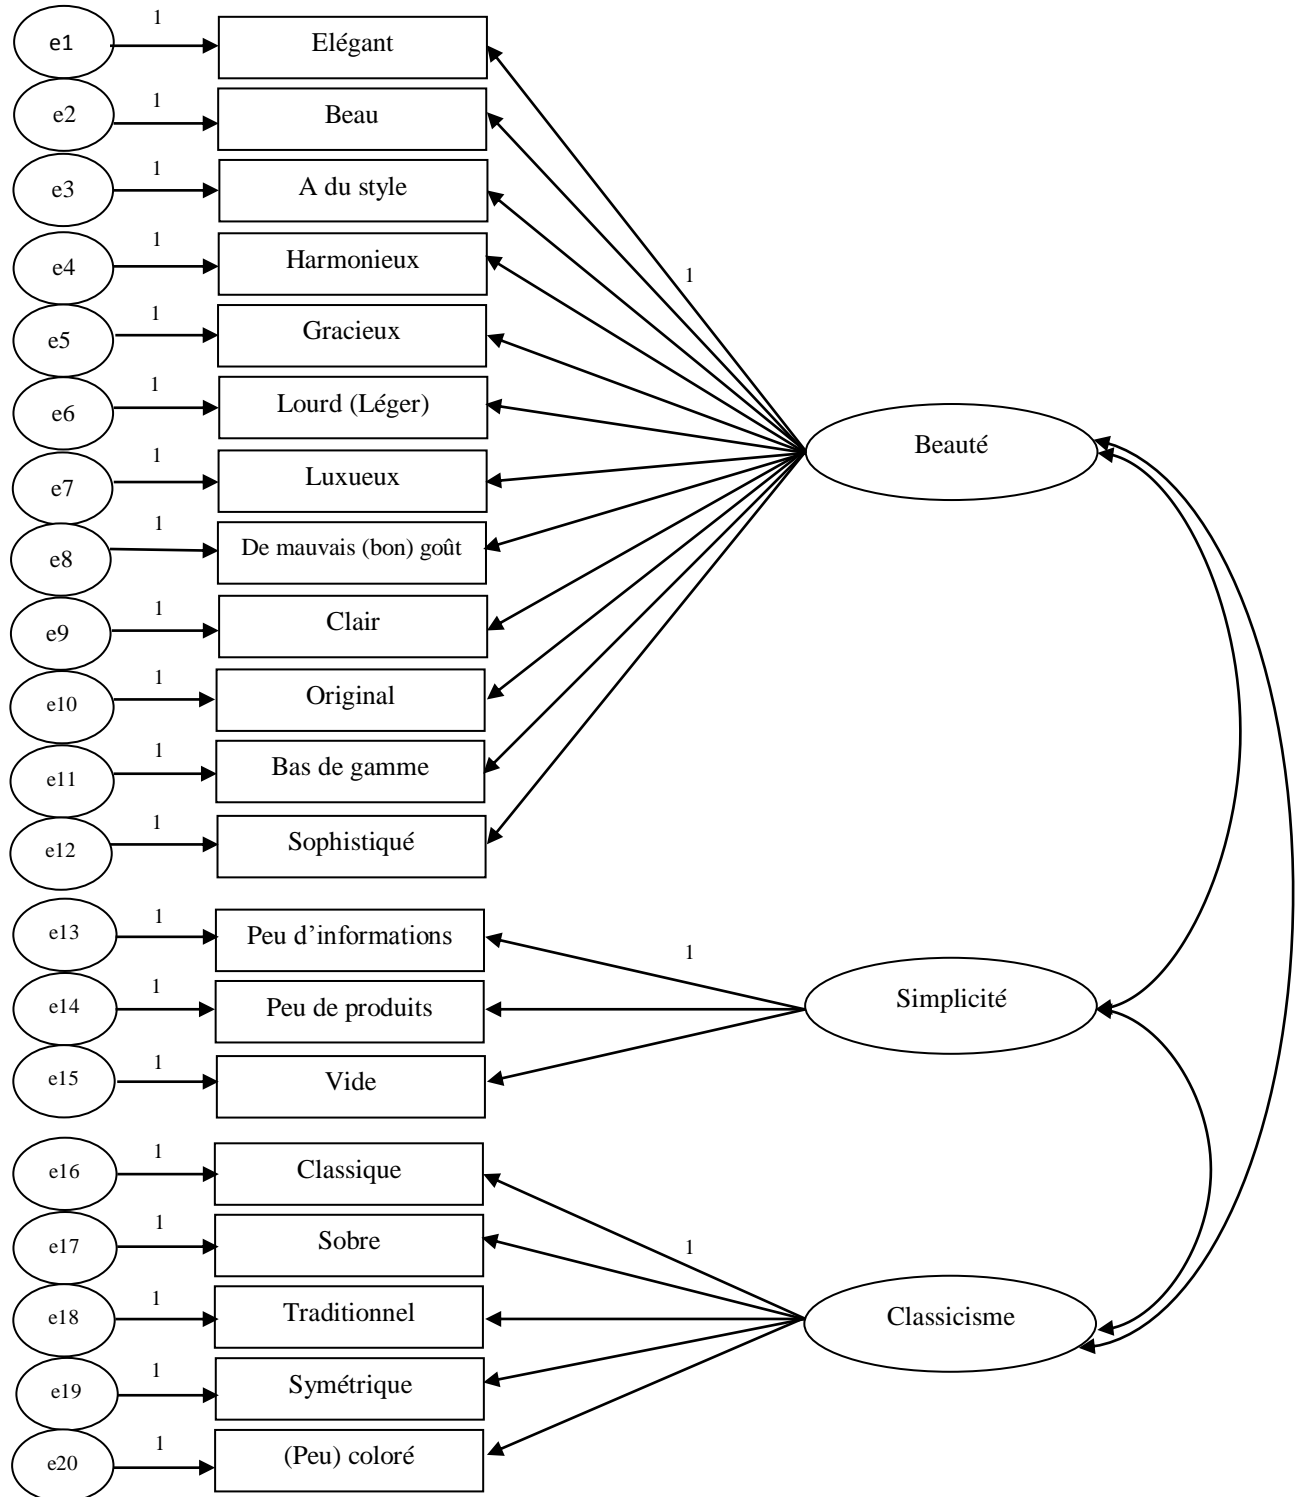 e1 1 Elégant
e2 1 Beau
e3 1 A du style
e4 1 Harmonieux
1
e5 1 Gracieux
e6 1 Lourd (Léger)
Beauté
e7 1 Luxueux
e8 1 De mauvais (bon) goût
e9 1 Clair
e10 1 Original
e11 1 Bas de gamme
e12 1 Sophistiqué
e13 1 Peu d’informations
1
e14 1 Peu de produits
Simplicité
e15 1 Vide
e16 1 Classique
e17 1 Sobre
1
e18 1 Traditionnel
Classicisme
e19 1 Symétrique
e20 1 (Peu) coloré